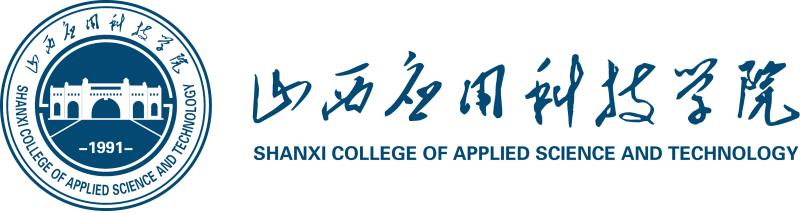 山西应用科技学院
SHANXI COLLEGE OF APPLIED SCIENCE AND TECHNOLOGY
-1991-
山西应用科技学院
SHANXI COLLEGE OF APPLIED SCIENCE AND TECHNOLOGY